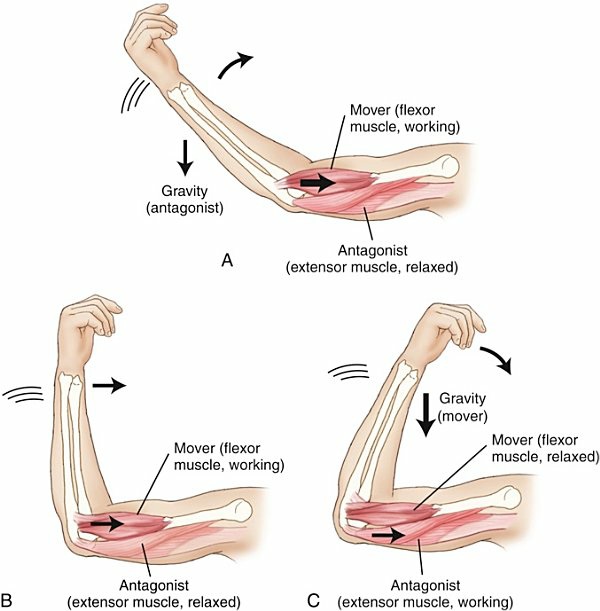 Mover (flexor
muscle, working)
Gravity
(antagonist)
Antagonist
(extensor muscle, relaxed)
A
Mover (flexor
muscle, working)
Antagonist
(extensor muscle, relaxed)
B
Gravity
(mover)
Mover (flexor
muscle, relaxed)
Antagonist
(extensor muscle, working)
C